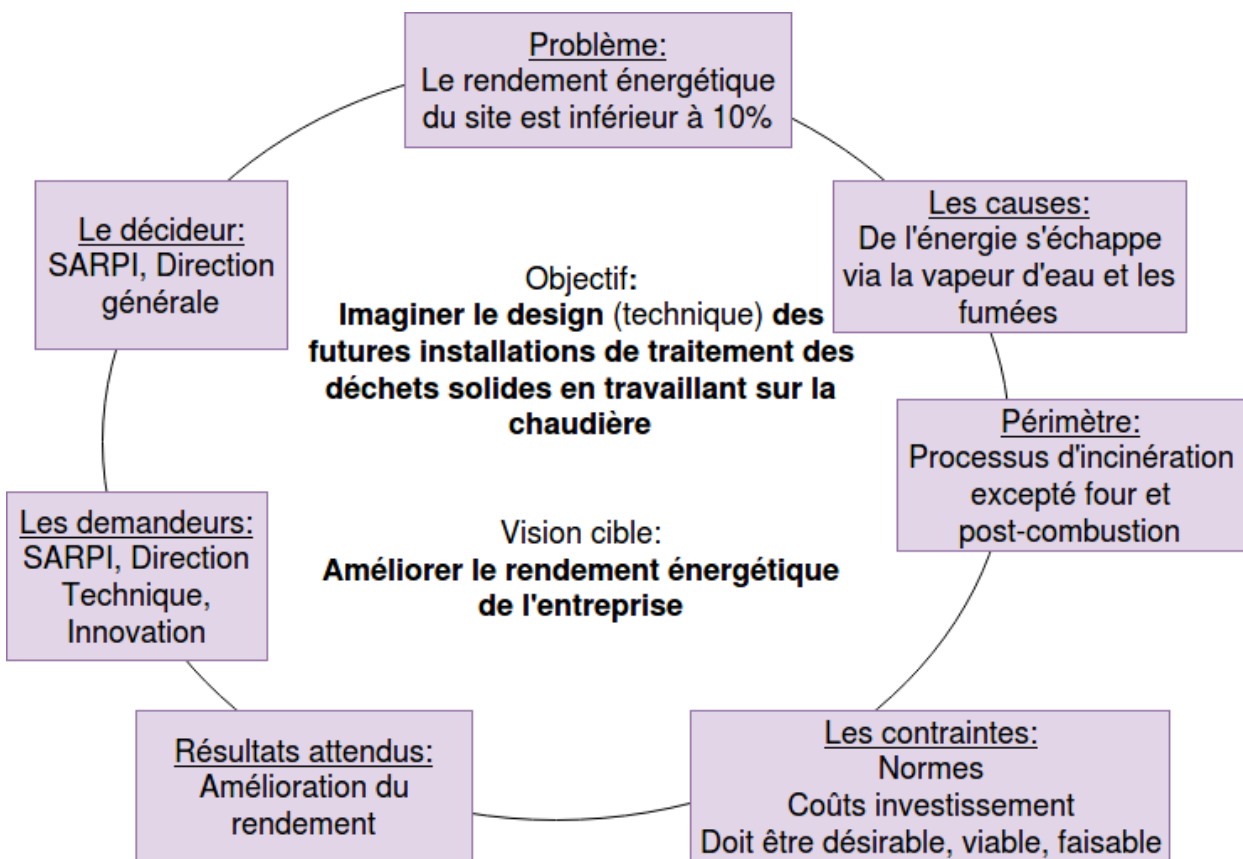 Problème:
Le rendement énergétique
du site est inférieur à 10%
Les causes:
De l'énergie s'échappe
via la vapeur d'eau et les
fumées
Périmètre:
Processus d'incinération
excepté four et
post-combustion
Les contraintes:
Normes
Coûts investissement
Doit être désirable, viable, faisable
Résultats attendus:
Amélioration du
rendement
Les demandeurs:
SARPI, Direction
Technique,
Innovation
Le décideur:
SARPI, Direction
générale
Objectif:
Imaginer le design (technique) des
futures installations de traitement des
déchets solides en travaillant sur la
chaudière
Vision cible:
Améliorer le rendement énergétique
de l'entreprise